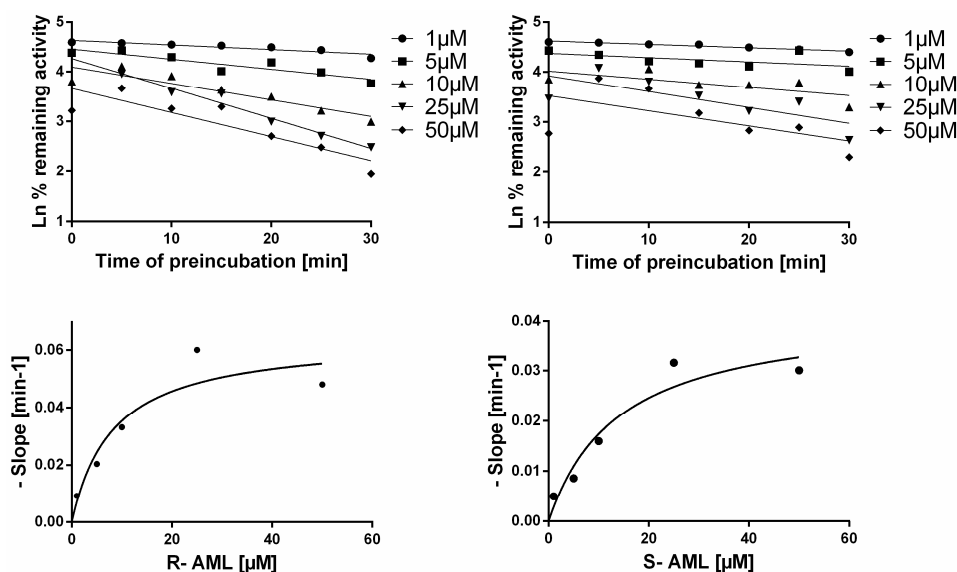 Ln % remaining activity
5
4
3
2
1
0
10
20
30
Time of preincubation [min]
1µM
5µM
10µM
25µM
50µM
Ln % remaining activity
5
4
3
2
1
0
10
20
30
Time of preincubation [min]
1µM
5µM
10µM
25µM
50µM
- Slope [min-1]
0.06
0.04
0.02
0.00
0
20
40
60
R- AML [µM]
- Slope [min-1]
0.04
0.03
0.02
0.01
0.00
0
20
40
60
S- AML [µM]